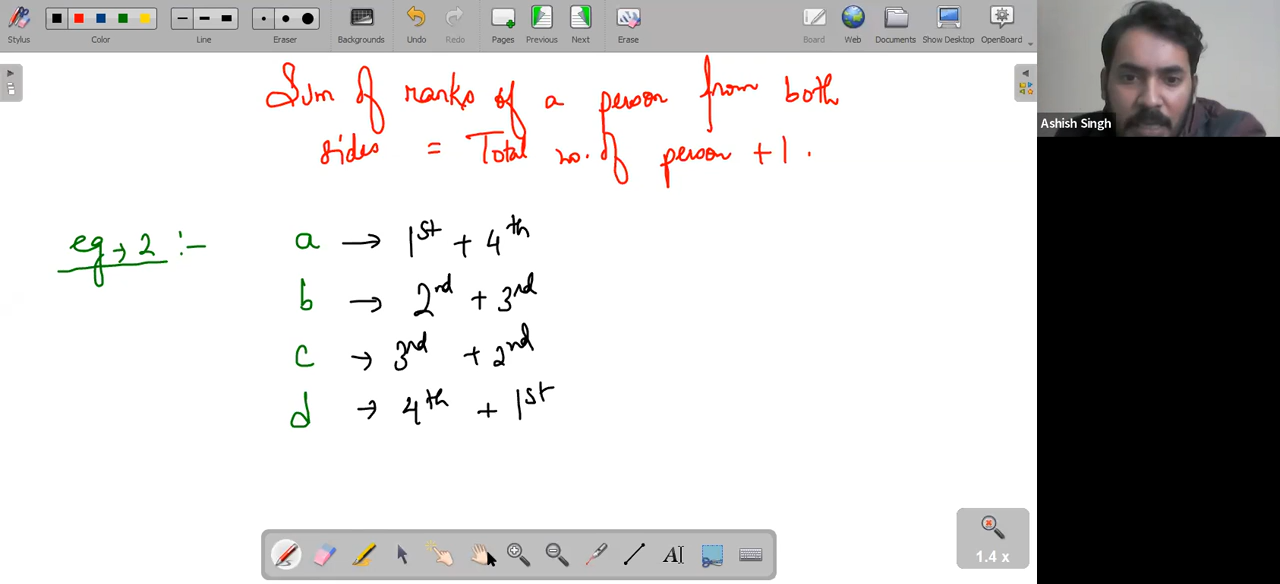 Stylus
Color
Line
Eraser
Backgrounds
Undo
Redo
Pages
Previous
Next
Erase
Board
Web
Documents
Show Desktop
OpenBoard
Ashish Singh
Sum of ranks of a person from both
sides = Total no. of person +1.
eg → 2 :-
a → 1st + 4th
b → 2nd + 3rd
c → 3rd + 2nd
d → 4th + 1st
AI
1.4 x